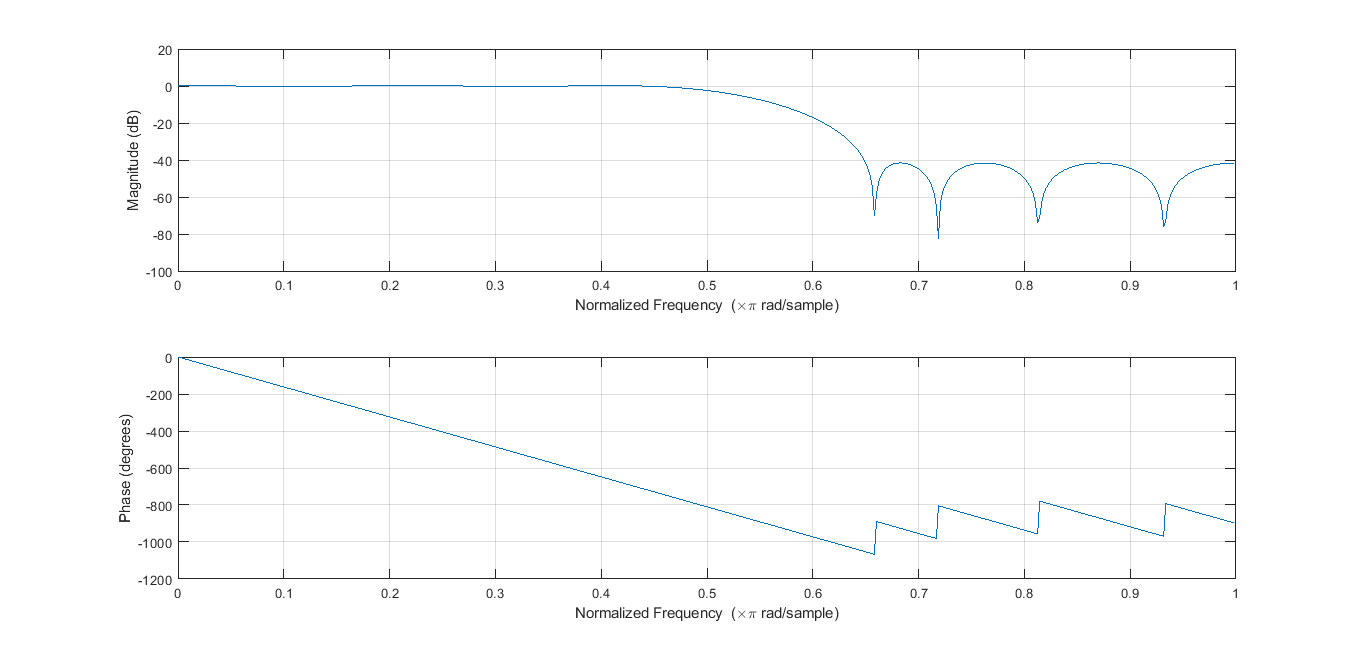 20
0
-20
-40
-60
-80
-100
Magnitude (dB)
0 0.1 0.2 0.3 0.4 0.5 0.6 0.7 0.8 0.9 1
Normalized Frequency (×π rad/sample)
0
-200
-400
-600
-800
-1000
-1200
Phase (degrees)
0 0.1 0.2 0.3 0.4 0.5 0.6 0.7 0.8 0.9 1
Normalized Frequency (×π rad/sample)